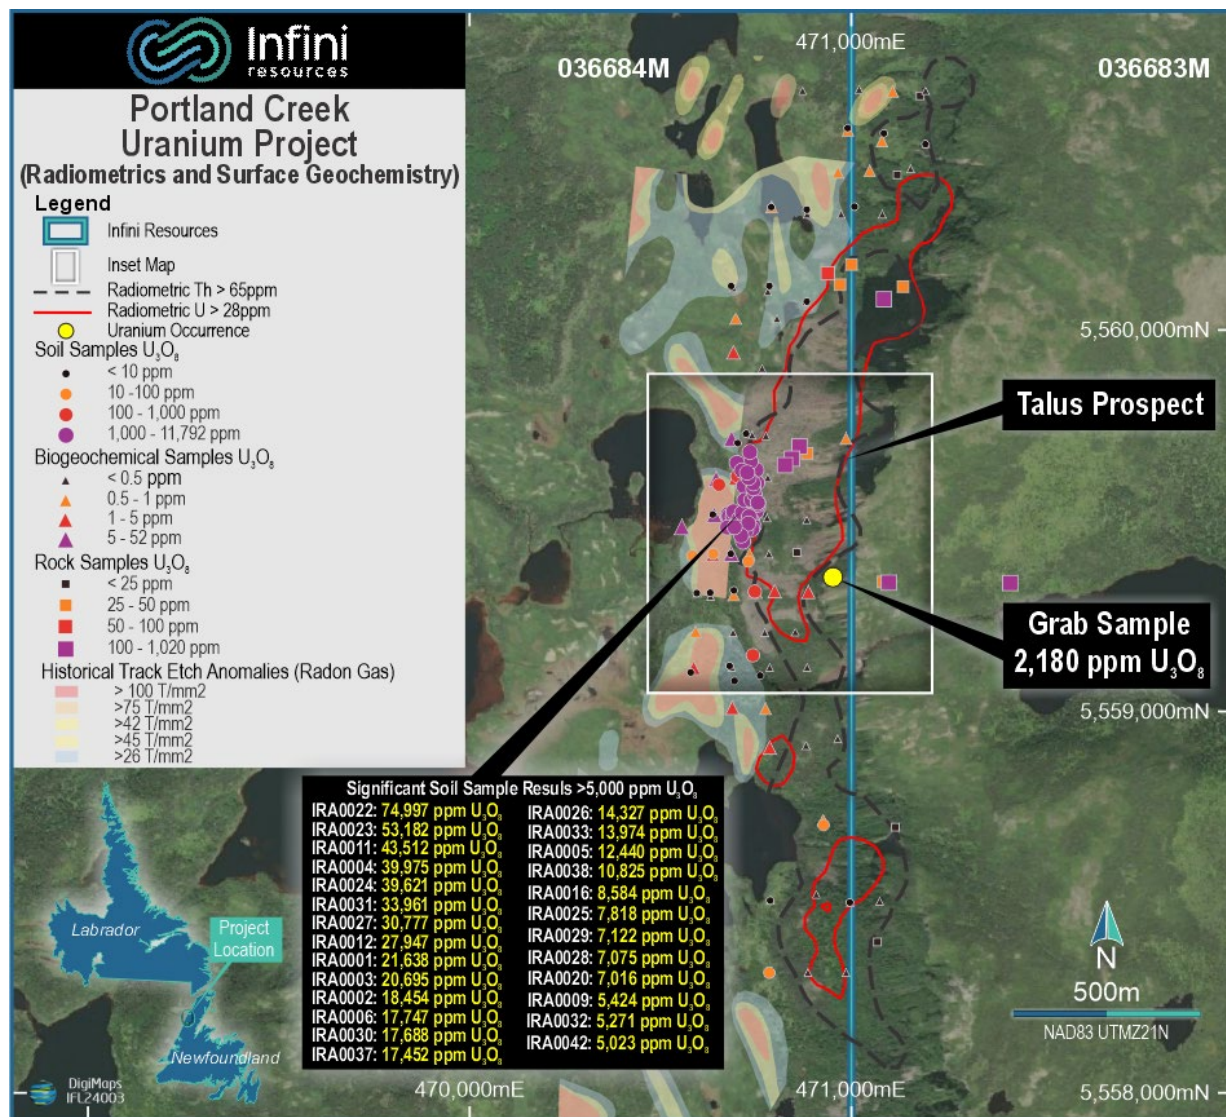 Infini
resources
Portland Creek
Uranium Project
(Radiometrics and Surface Geochemistry)
Legend
Infini Resources
Inset Map
Radiometric Th > 65ppm
Radiometric U > 28ppm
Uranium Occurrence
Soil Samples U₃O₈
< 10 ppm
10 -100 ppm
100 - 1,000 ppm
1,000 - 11,792 ppm
Biogeochemical Samples U₃O₈
< 0.5 ppm
0.5 - 1 ppm
1 - 5 ppm
5 - 52 ppm
Rock Samples U₃O₈
< 25 ppm
25 - 50 ppm
50 - 100 ppm
100 - 1,020 ppm
Historical Track Etch Anomalies (Radon Gas)
> 100 T/mm2
>75 T/mm2
>42 T/mm2
>45 T/mm2
>26 T/mm2
471,000mE
036684M
036683M
5,560,000mN
Talus Prospect
Grab Sample
2,180 ppm U₃O₈
5,559,000mN
Significant Soil Sample Resuls >5,000 ppm U₃O₈
IRA0022: 74,997 ppm U₃O₈
IRA0023: 53,182 ppm U₃O₈
IRA0011: 43,512 ppm U₃O₈
IRA0004: 39,975 ppm U₃O₈
IRA0024: 39,621 ppm U₃O₈
IRA0031: 33,961 ppm U₃O₈
IRA0027: 30,777 ppm U₃O₈
IRA0012: 27,947 ppm U₃O₈
IRA0001: 21,638 ppm U₃O₈
IRA0003: 20,695 ppm U₃O₈
IRA0002: 18,454 ppm U₃O₈
IRA0006: 17,747 ppm U₃O₈
IRA0030: 17,688 ppm U₃O₈
IRA0037: 17,452 ppm U₃O₈
IRA0026: 14,327 ppm U₃O₈
IRA0033: 13,974 ppm U₃O₈
IRA0005: 12,440 ppm U₃O₈
IRA0038: 10,825 ppm U₃O₈
IRA0016: 8,584 ppm U₃O₈
IRA0025: 7,818 ppm U₃O₈
IRA0029: 7,122 ppm U₃O₈
IRA0028: 7,075 ppm U₃O₈
IRA0020: 7,016 ppm U₃O₈
IRA0009: 5,424 ppm U₃O₈
IRA0032: 5,271 ppm U₃O₈
IRA0042: 5,023 ppm U₃O₈
Labrador
Project
Location
Newfoundland
DigiMaps
IFL24003
N
500m
NAD83 UTMZ21N
470,000mE
471,000mE
5,558,000mN